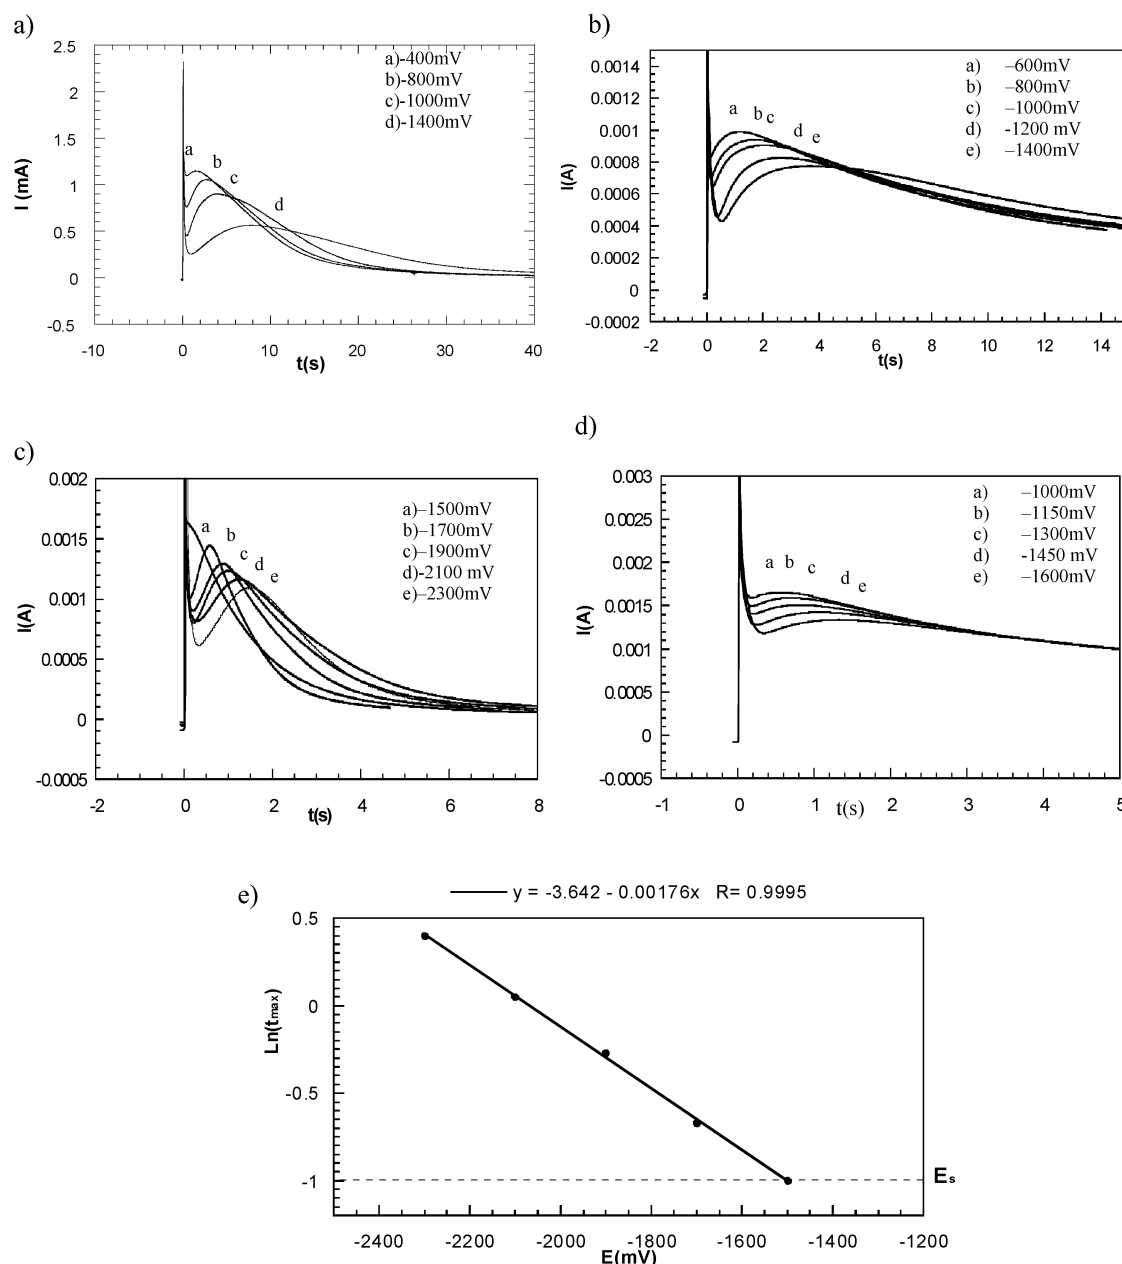 a)
2.5
2
1.5
1
0.5
0
-0.5
I (mA)
-10
0
10
20
30
40
t(s)
a)-400mV
b)-800mV
c)-1000mV
d)-1400mV
a
b
c
d
b)
0.0014
0.0012
0.001
0.0008
0.0006
0.0004
0.0002
0
-0.0002
I(A)
-2
0
2
4
6
8
10
12
14
t(s)
a) –600mV
b) –800mV
c) –1000mV
d) -1200 mV
e) –1400mV
a
b
c
d
e
c)
0.002
0.0015
0.001
0.0005
0
-0.0005
I(A)
-2
0
2
4
6
8
t(s)
a)–1500mV
b)–1700mV
c)–1900mV
d)-2100 mV
e)–2300mV
a
b
c
d
e
d)
0.003
0.0025
0.002
0.0015
0.001
0.0005
0
-0.0005
I(A)
-1
0
1
2
3
4
5
t(s)
a) –1000mV
b) –1150mV
c) –1300mV
d) -1450 mV
e) –1600mV
a
b
c
d
e
e)
y = -3.642 - 0.00176x R= 0.9995
0.5
0
-0.5
-1
Ln(tmax)
Es
-2400
-2200
-2000
-1800
-1600
-1400
-1200
E(mV)